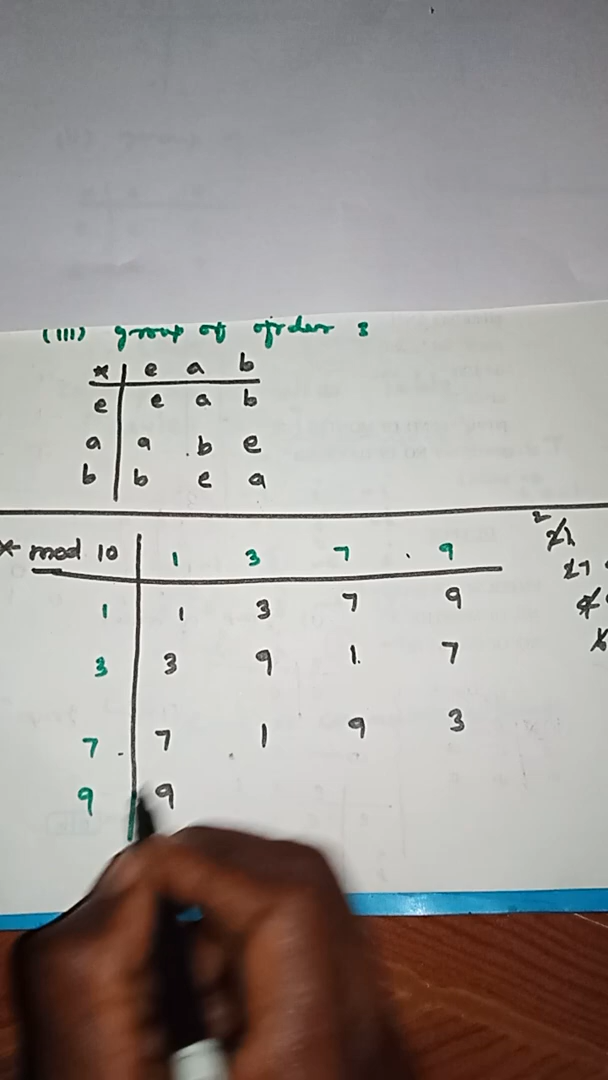 (III) group of order 3
* e a b
e e a b
a a b e
b b e a
* mod 10 1 3 7 9
1 1 3 7 9
3 3 9 1 7
7 7 1 9 3
9 9